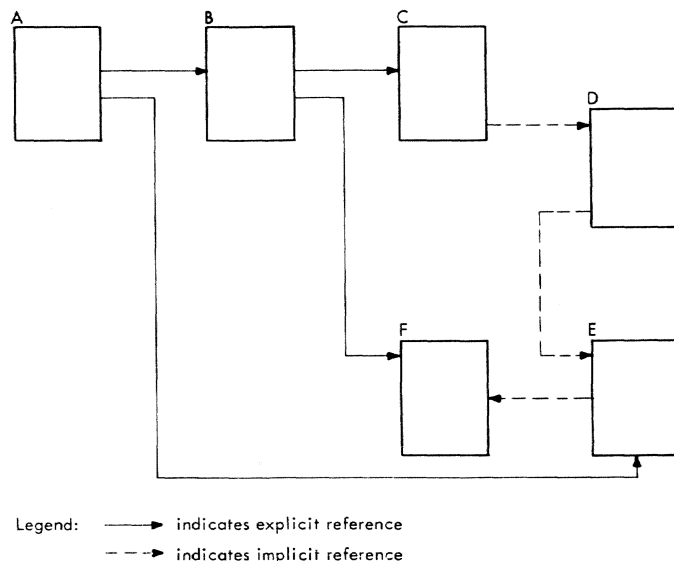 A
B
C
D
F
E
Legend:
indicates explicit reference
indicates implicit reference